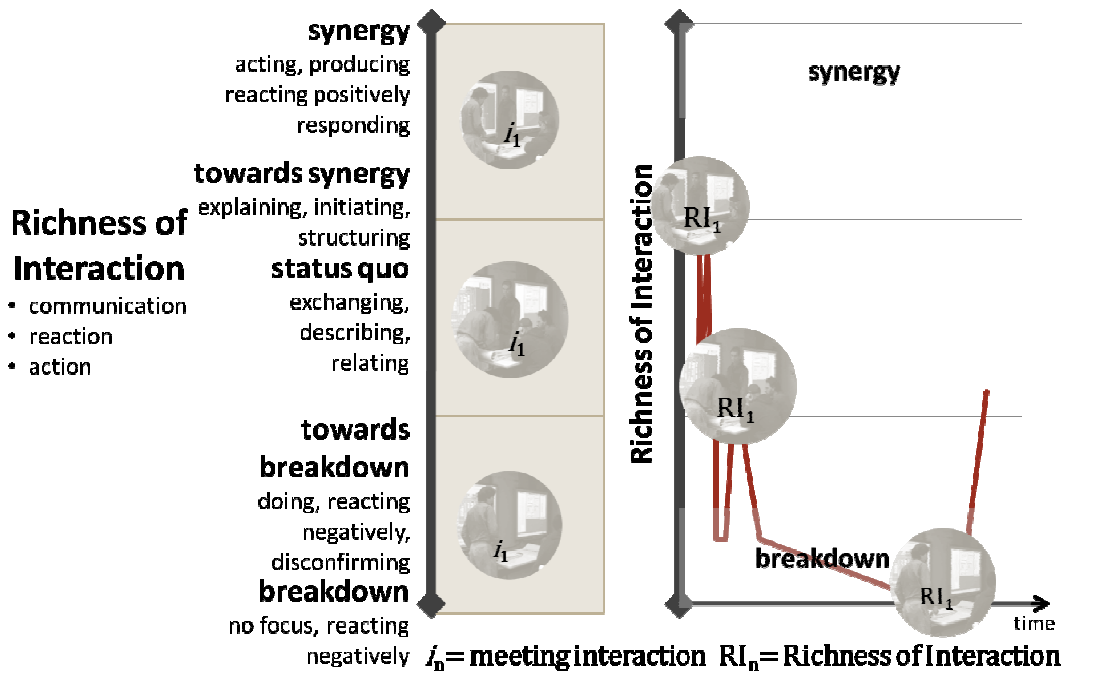 Richness of
Interaction
• communication
• reaction
• action
synergy
acting, producing
reacting positively
responding
towards synergy
explaining, initiating,
structuring
status quo
exchanging,
describing,
relating
towards
breakdown
doing, reacting
negatively,
disconfirming
breakdown
no focus, reacting
negatively
i1
i1
i1
Richness of Interaction
synergy
RI1
RI1
breakdown
RI1
time
in= meeting interaction RIn= Richness of Interaction